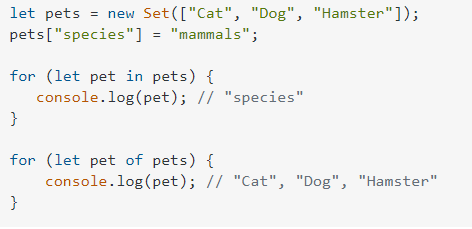 let pets = new Set(["Cat", "Dog", "Hamster"]);
pets["species"] = "mammals";

for (let pet in pets) {
   console.log(pet); // "species"
}

for (let pet of pets) {
    console.log(pet); // "Cat", "Dog", "Hamster"
}